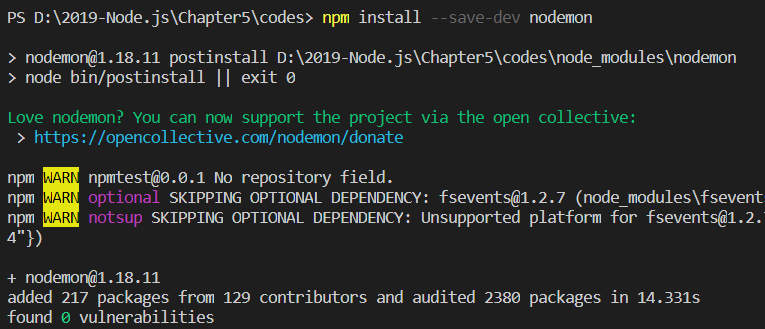 PS D:\2019-Node.js\Chapter5\codes> npm install --save-dev nodemon
> nodemon@1.18.11 postinstall D:\2019-Node.js\Chapter5\codes\node_modules\nodemon
> node bin/postinstall || exit 0
Love nodemon? You can now support the project via the open collective:
> https://opencollective.com/nodemon/donate
npm WARN npmtest@0.0.1 No repository field.
npm WARN optional SKIPPING OPTIONAL DEPENDENCY: fsevents@1.2.7 (node_modules\fsevents
npm WARN notsup SKIPPING OPTIONAL DEPENDENCY: Unsupported platform for fsevents@1.2.7
4"})
+ nodemon@1.18.11
added 217 packages from 129 contributors and audited 2380 packages in 14.331s
found 0 vulnerabilities